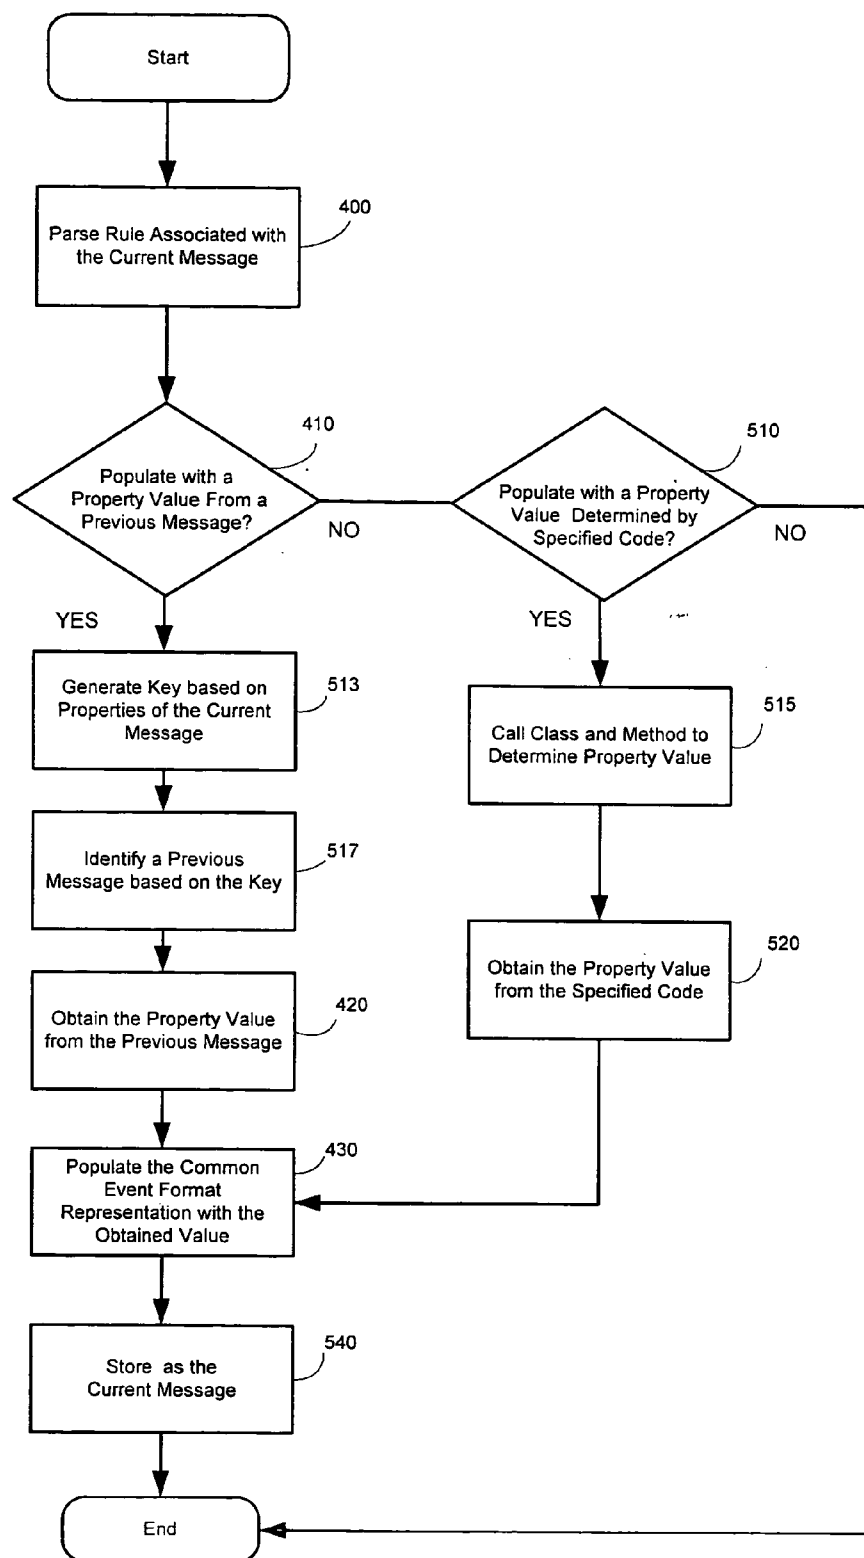 Start
400
Parse Rule Associated with
the Current Message
410
Populate with a
Property Value From a
Previous Message?
NO
510
Populate with a Property
Value Determined by
Specified Code?
NO
YES
YES
513
Generate Key based on
Properties of the Current
Message
515
Call Class and Method to
Determine Property Value
517
Identify a Previous
Message based on the Key
520
Obtain the Property Value
from the Specified Code
420
Obtain the Property Value
from the Previous Message
430
Populate the Common
Event Format
Representation with the
Obtained Value
540
Store as the
Current Message
End